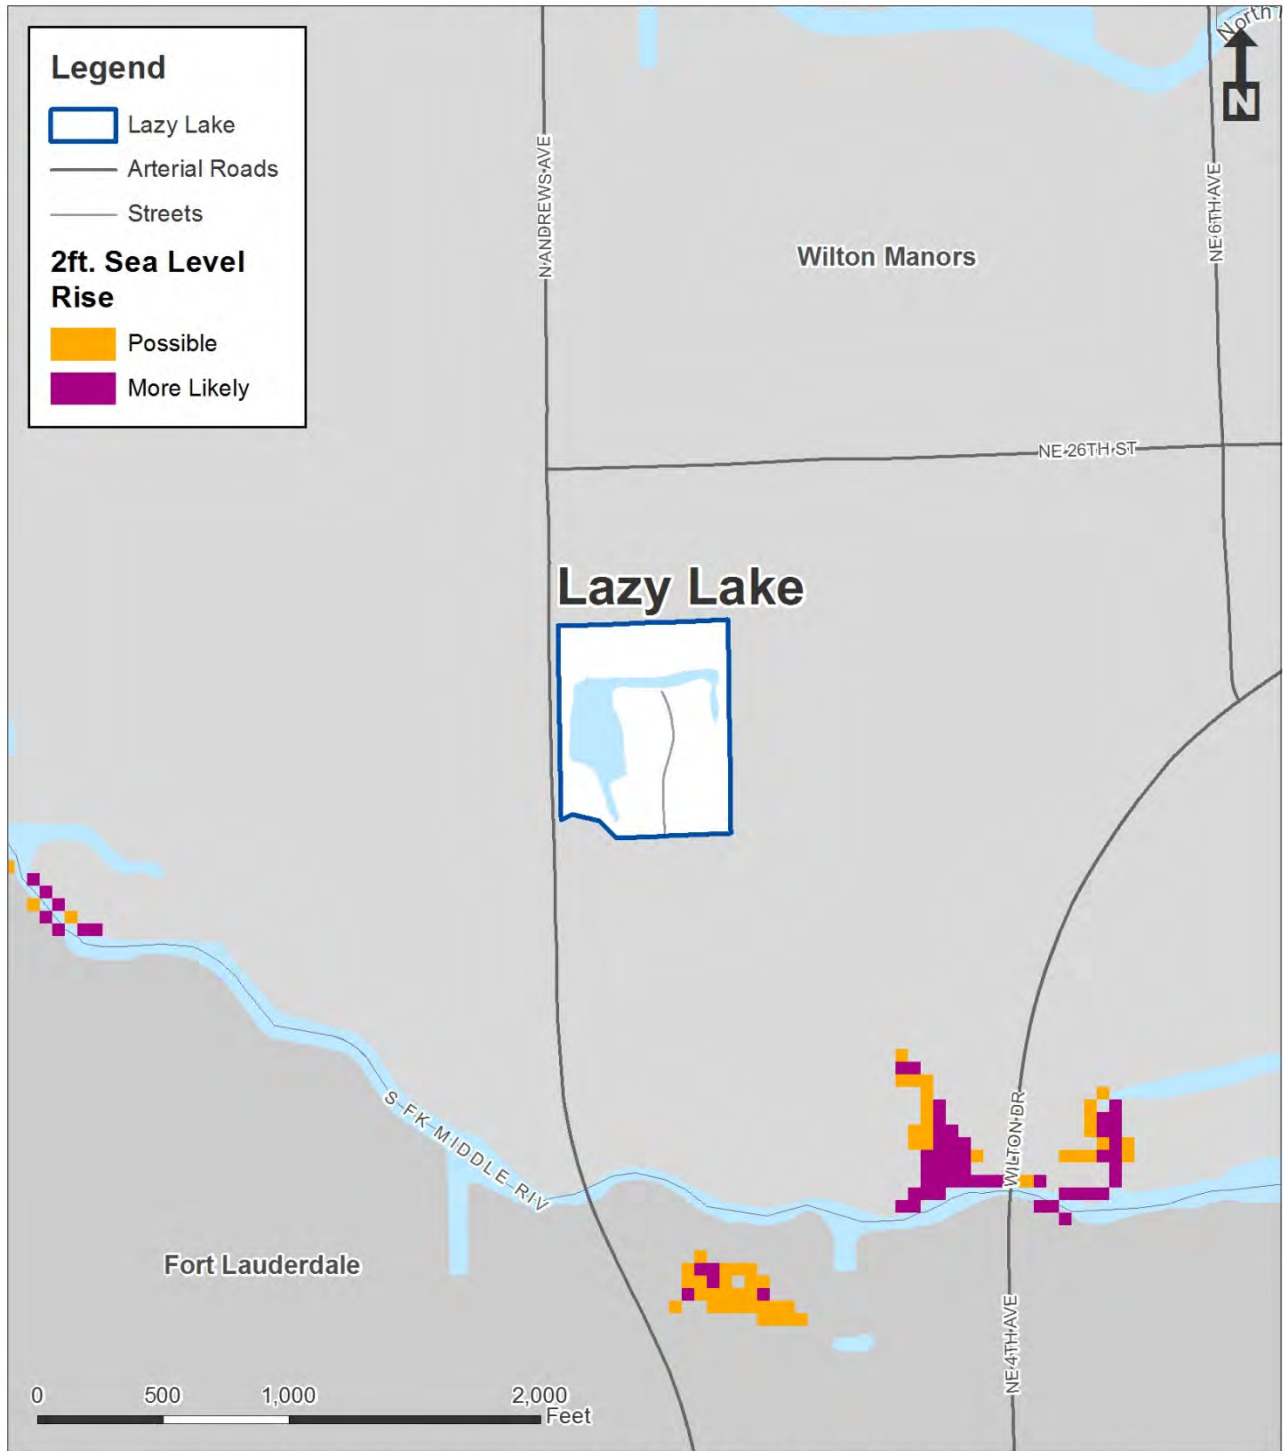 Legend
Lazy Lake
Arterial Roads
Streets
2ft. Sea Level
Rise
Possible
More Likely
North
N
N ANDREWS AVE
NE 6TH AVE
Wilton Manors
NE 26TH ST
Lazy Lake
S FK MIDDLE RIV
WILTON DR
Fort Lauderdale
NE 4TH AVE
0 500 1,000 2,000
Feet